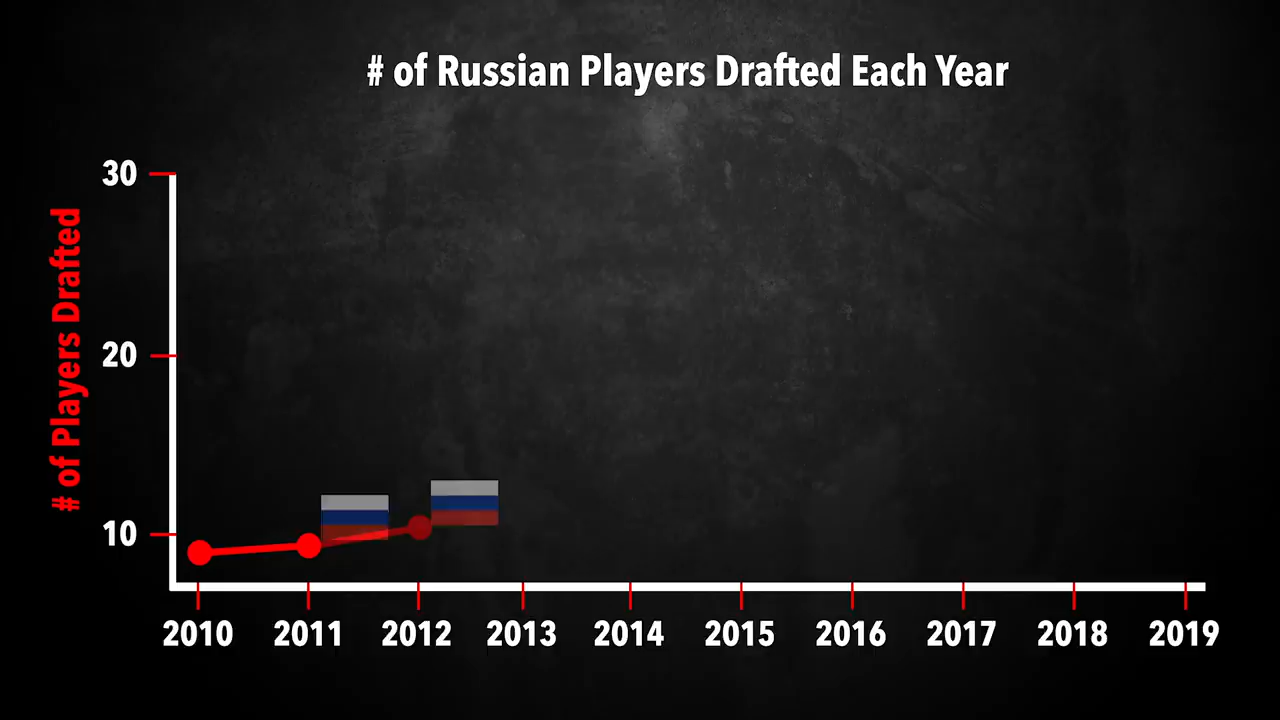 # of Russian Players Drafted Each Year
# of Players Drafted
30
20
10
2010 2011 2012 2013 2014 2015 2016 2017 2018 2019